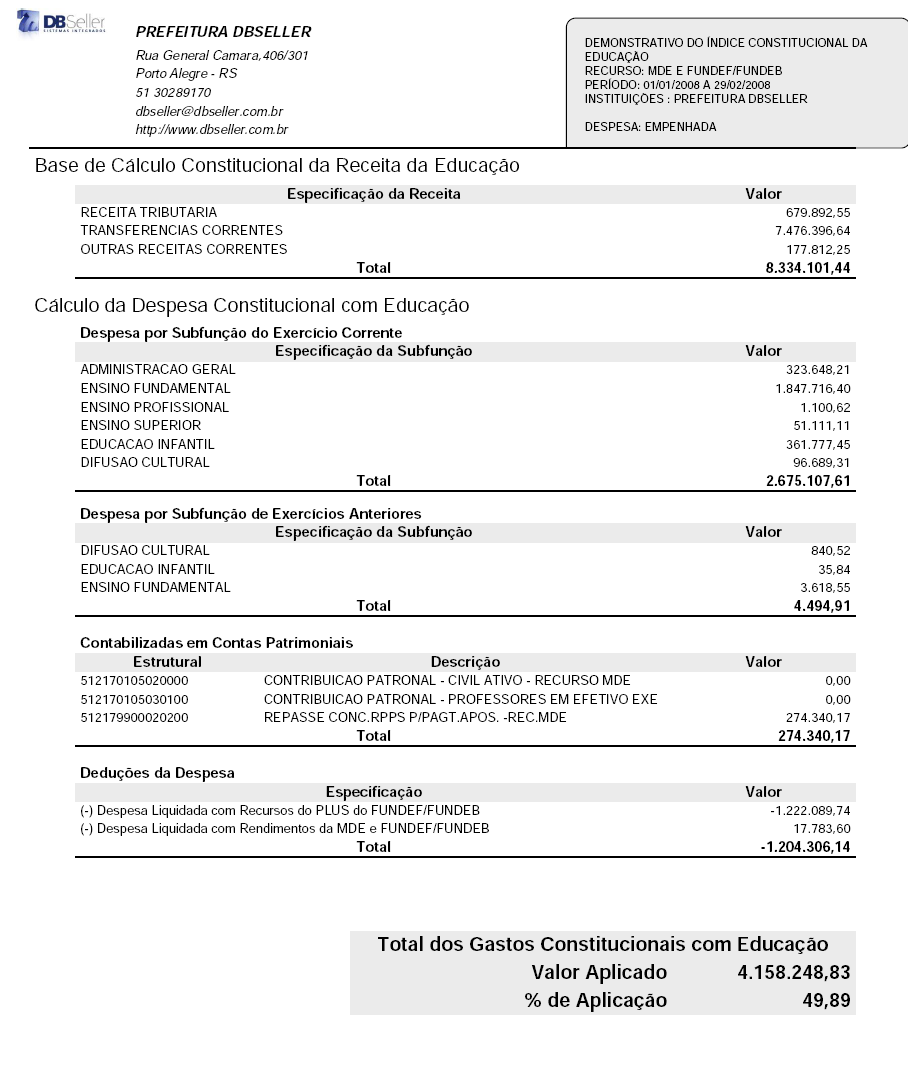 DBSeller
SISTEMAS INTEGRADOS
PREFEITURA DBSELLER
Rua General Camara,406/301
Porto Alegre - RS
51 30289170
dbseller@dbseller.com.br
http://www.dbseller.com.br
DEMONSTRATIVO DO ÍNDICE CONSTITUCIONAL DA
EDUCAÇÃO
RECURSO: MDE E FUNDEF/FUNDEB
PERÍODO: 01/01/2008 A 29/02/2008
INSTITUIÇÕES : PREFEITURA DBSELLER
DESPESA: EMPENHADA
Base de Cálculo Constitucional da Receita da Educação
Especificação da Receita Valor
RECEITA TRIBUTARIA 679.892,55
TRANSFERENCIAS CORRENTES 7.476.396,64
OUTRAS RECEITAS CORRENTES 177.812,25
Total 8.334.101,44
Cálculo da Despesa Constitucional com Educação
Despesa por Subfunção do Exercício Corrente
Especificação da Subfunção Valor
ADMINISTRACAO GERAL 323.648,21
ENSINO FUNDAMENTAL 1.847.716,40
ENSINO PROFISSIONAL 1.100,62
ENSINO SUPERIOR 51.111,11
EDUCACAO INFANTIL 361.777,45
DIFUSAO CULTURAL 96.689,31
Total 2.675.107,61
Despesa por Subfunção de Exercícios Anteriores
Especificação da Subfunção Valor
DIFUSAO CULTURAL 840,52
EDUCACAO INFANTIL 35,84
ENSINO FUNDAMENTAL 3.618,55
Total 4.494,91
Contabilizadas em Contas Patrimoniais
Estrutural Descrição Valor
512170105020000 CONTRIBUICAO PATRONAL - CIVIL ATIVO - RECURSO MDE 0,00
512170105030100 CONTRIBUICAO PATRONAL - PROFESSORES EM EFETIVO EXE 0,00
512179900020200 REPASSE CONC.RPPS P/PAGT.APOS. -REC.MDE 274.340,17
Total 274.340,17
Deduções da Despesa
Especificação Valor
(-) Despesa Liquidada com Recursos do PLUS do FUNDEF/FUNDEB -1.222.089,74
(-) Despesa Liquidada com Rendimentos da MDE e FUNDEF/FUNDEB 17.783,60
Total -1.204.306,14
Total dos Gastos Constitucionais com Educação
Valor Aplicado 4.158.248,83
% de Aplicação 49,89